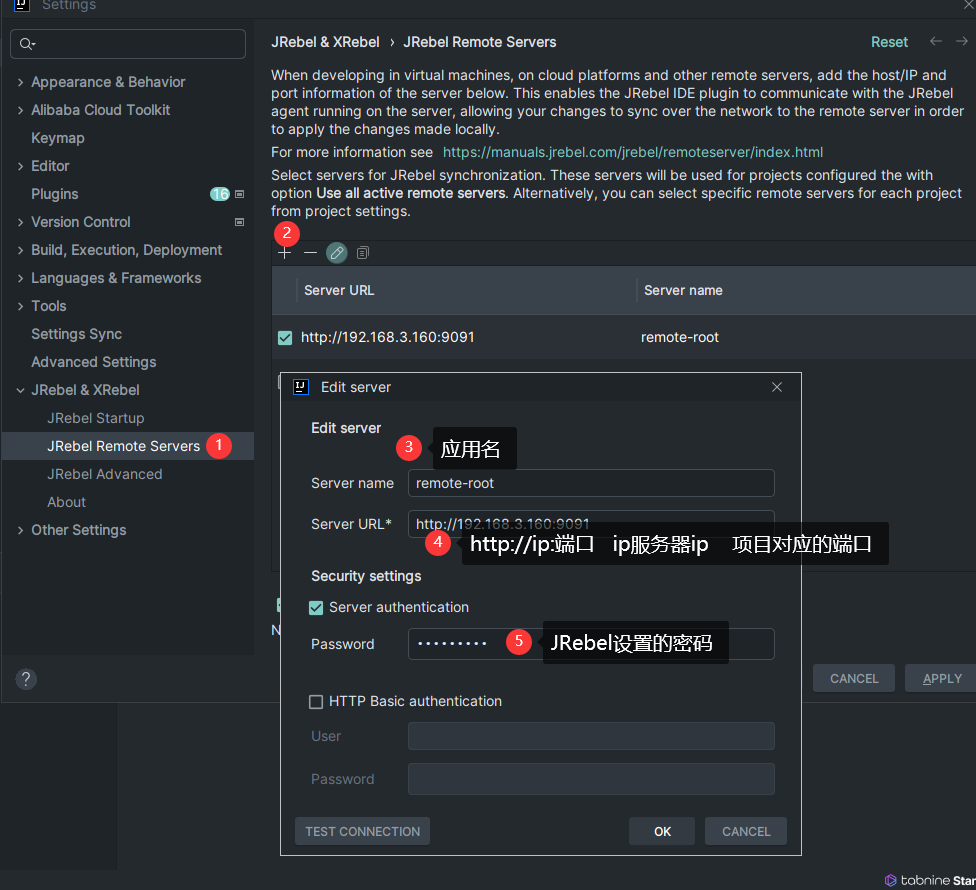 Settings
JRebel & XRebel › JRebel Remote Servers
Reset
When developing in virtual machines, on cloud platforms and other remote servers, add the host/IP and
port information of the server below. This enables the JRebel IDE plugin to communicate with the JRebel
agent running on the server, allowing your changes to sync over the network to the remote server in order
to apply the changes made locally.
For more information see https://manuals.jrebel.com/jrebel/remoteserver/index.html
Select servers for JRebel synchronization. These servers will be used for projects configured the with
option Use all active remote servers. Alternatively, you can select specific remote servers for each project
from project settings.
Appearance & Behavior
Alibaba Cloud Toolkit
Keymap
Editor
Plugins 16
Version Control
Build, Execution, Deployment
Languages & Frameworks
Tools
Settings Sync
Advanced Settings
JRebel & XRebel
JRebel Startup
JRebel Remote Servers 1
JRebel Advanced
About
Other Settings
2
Server URL Server name
http://192.168.3.160:9091 remote-root
IJ Edit server
Edit server
3 应用名
Server name remote-root
Server URL* http://192.168.3.160:9091
4 http://ip:端口 ip服务器ip 项目对应的端口
Security settings
Server authentication
Password ••••••••• 5 JRebel设置的密码
HTTP Basic authentication
User
Password
TEST CONNECTION OK CANCEL
N
? CANCEL APPLY
tabnine Star